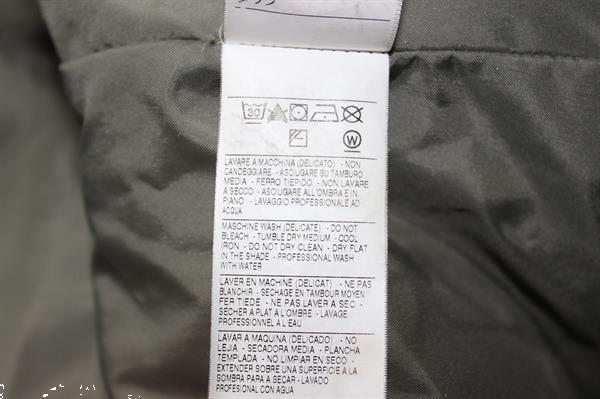 30
W
LAVARE A MACCHINA (DELICATO) - NON
CANDEGGIARE - ASCIUGARE SU TAMBURO
MEDIA - FERRO TIEPIDO - NON LAVARE
A SECCO - ASCIUGARE ALL'OMBRA E IN
PIANO - LAVAGGIO PROFESSIONALE AD
ACQUA
MASCHINE WASH (DELICATE) - DO NOT
BLEACH - TUMBLE DRY MEDIUM - COOL
IRON - DO NOT DRY CLEAN - DRY FLAT
IN THE SHADE - PROFESSIONAL WASH
WITH WATER
LAVER EN MACHINE (DELICAT) - NE PAS
BLANCHIR - SECHAGE EN TAMBOUR MOYEN
FER TIEDE - NE PAS LAVER A SEC -
SECHER A PLAT A L'OMBRE - LAVAGE
PROFESSIONNEL A L'EAU
LAVAR A MAQUINA (DELICADO) - NO
LEJIA - SECADORA MEDIA - PLANCHA
TEMPLADA - NO LIMPIAR EN SECO -
EXTENDER SOBRE UNA SUPERFICIE A LA
SOMBRA PARA A SECAR - LAVADO
PROFESIONAL CON AGUA